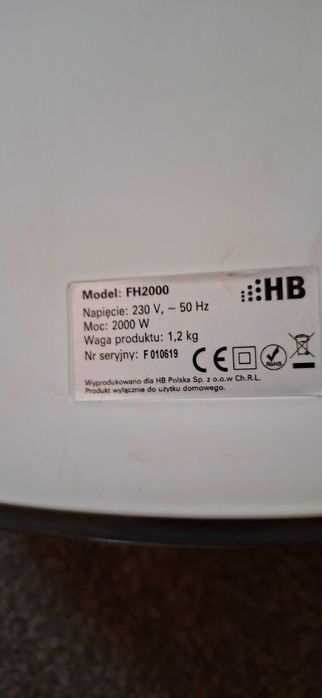 Model: FH2000
HB
Napięcie: 230 V, ~ 50 Hz
Moc: 2000 W
Waga produktu: 1,2 kg
Nr seryjny: F 010619
CE
RoHS
Wyprodukowano dla HB Polska Sp. z o.o.w Ch.R.L.
Produkt wyłącznie do użytku domowego.